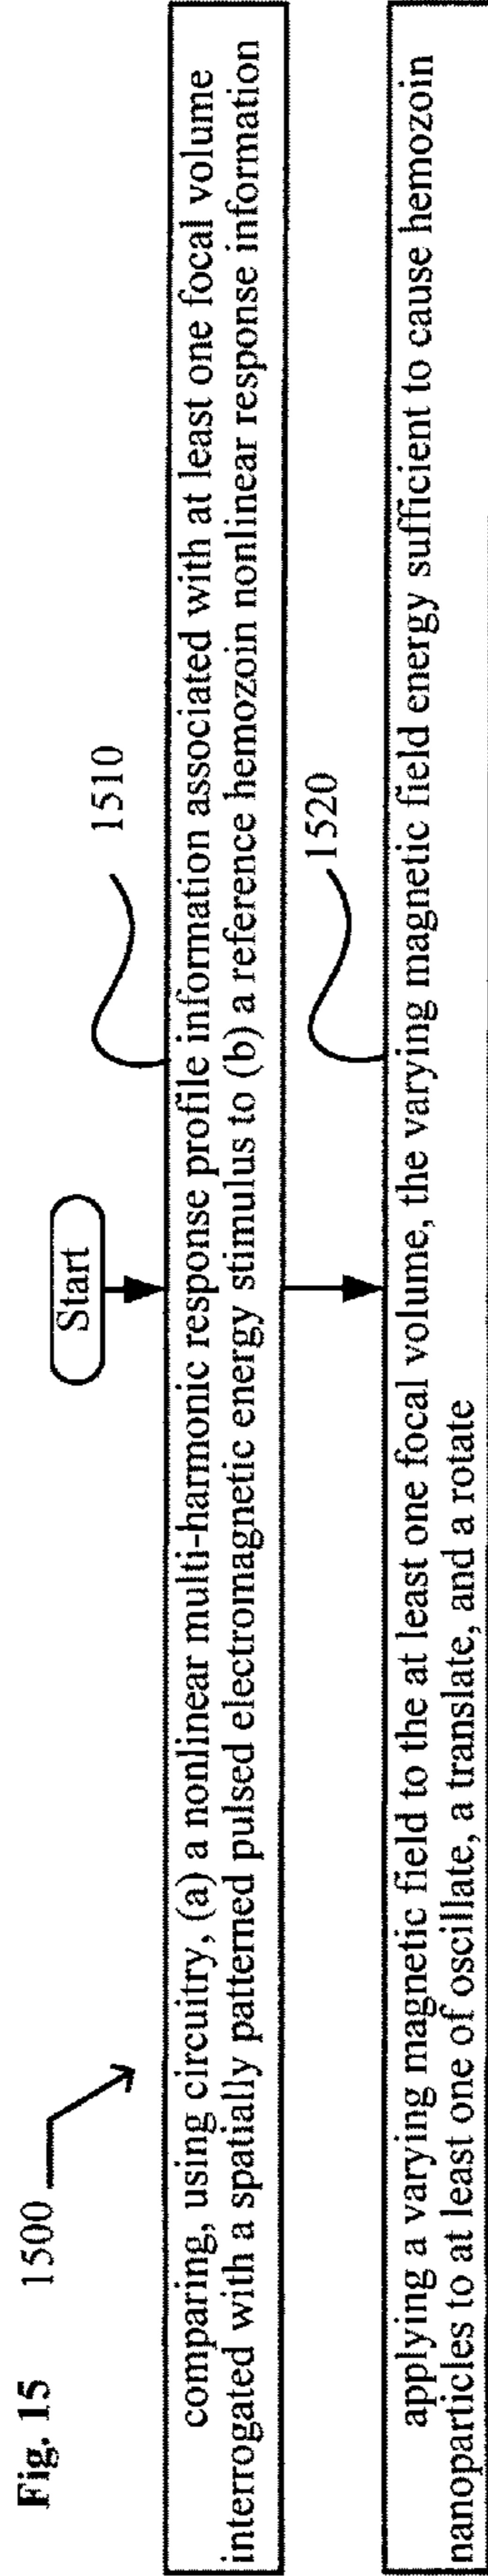 Fig. 15
1500
Start
1510
comparing, using circuitry, (a) a nonlinear multi-harmonic response profile information associated with at least one focal volume
interrogated with a spatially patterned pulsed electromagnetic energy stimulus to (b) a reference hemozoin nonlinear response information
1520
applying a varying magnetic field to the at least one focal volume, the varying magnetic field energy sufficient to cause hemozoin
nanoparticles to at least one of oscillate, a translate, and a rotate